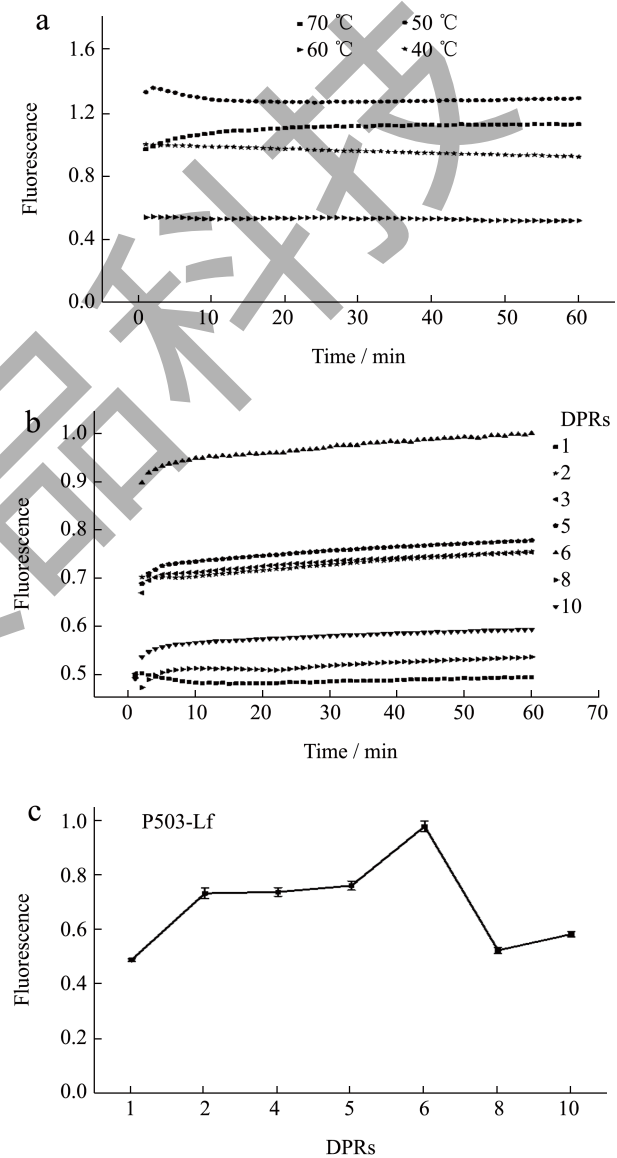 a
70 ℃ 50 ℃
60 ℃ 40 ℃
1.6
1.2
0.8
0.4
0.0
Fluorescence
0 10 20 30 40 50 60
Time / min
b
DPRs
1
2
3
5
6
8
10
1.0
0.9
0.8
0.7
0.6
0.5
Fluorescence
0 10 20 30 40 50 60 70
Time / min
c
P503-Lf
1.0
0.8
0.6
0.4
0.2
0.0
Fluorescence
1 2 4 5 6 8 10
DPRs
品科技